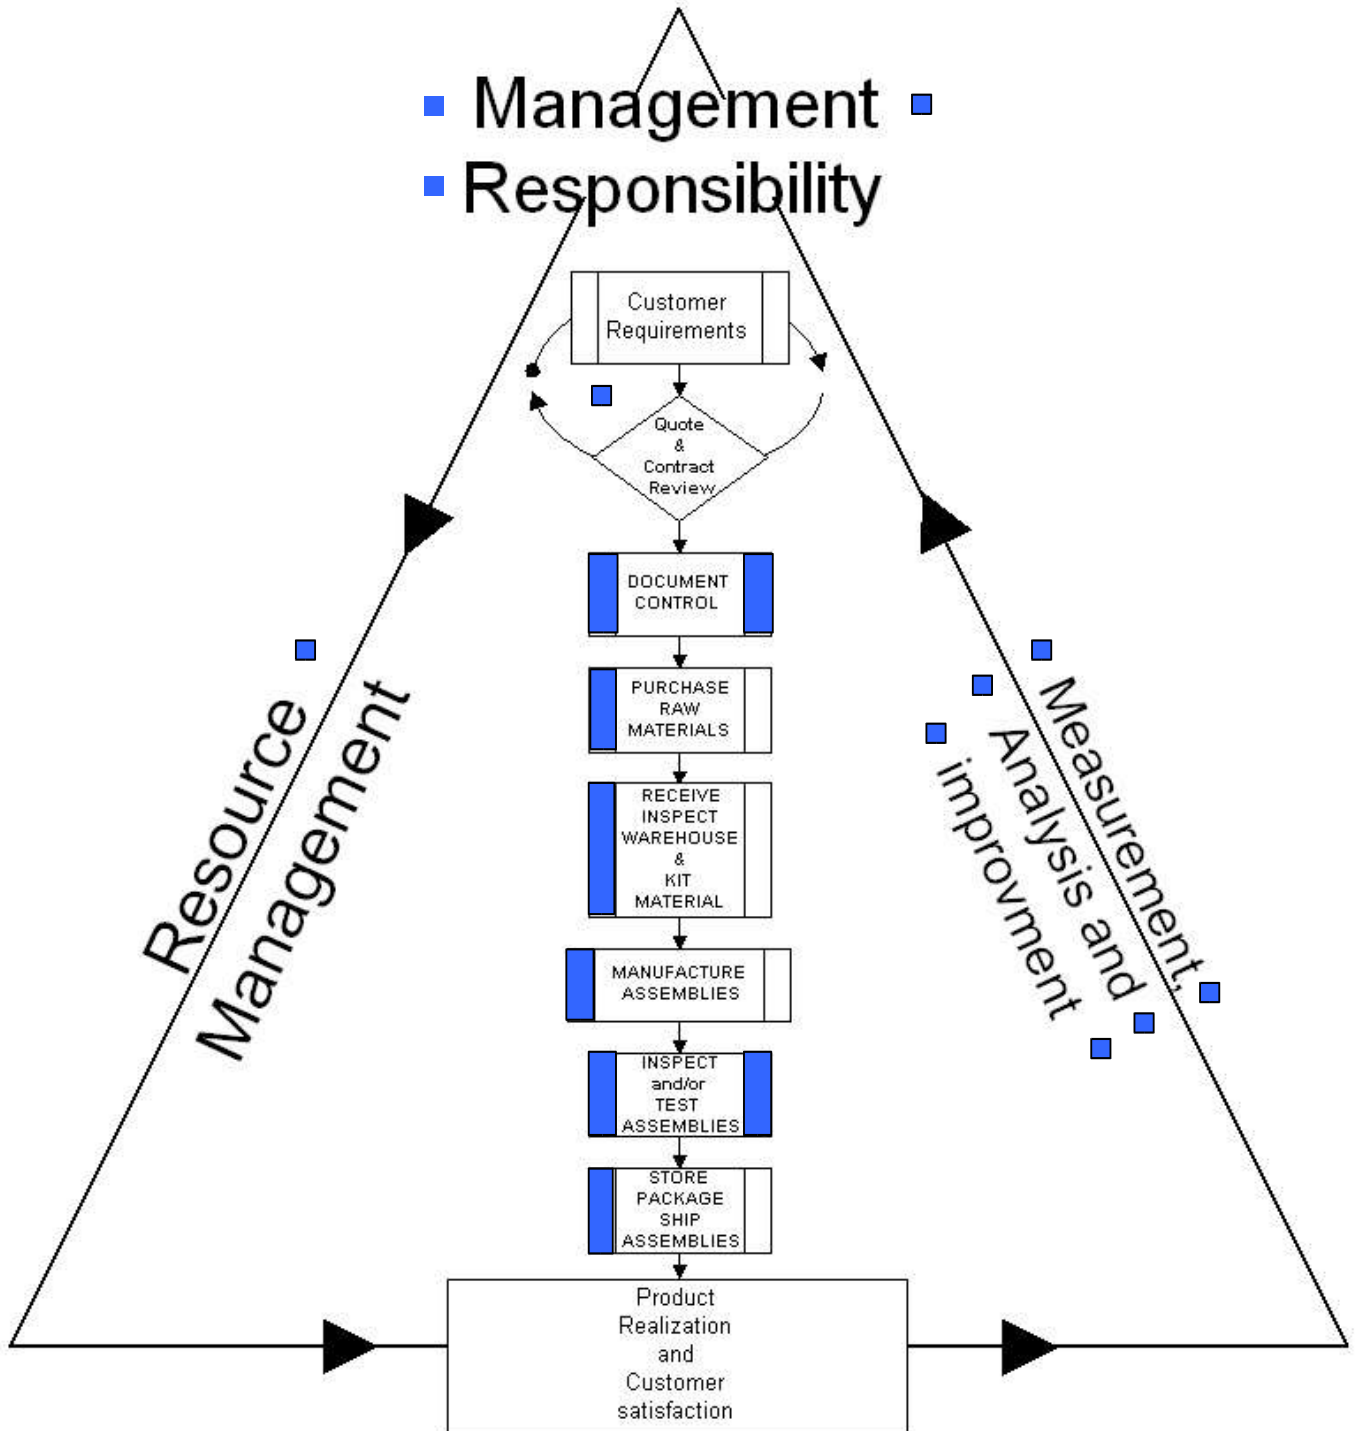 Management
Responsibility
Customer
Requirements
Quote
&
Contract
Review
DOCUMENT
CONTROL
PURCHASE
RAW
MATERIALS
RECEIVE
INSPECT
WAREHOUSE
&
KIT
MATERIAL
MANUFACTURE
ASSEMBLIES
INSPECT
and/or
TEST
ASSEMBLIES
STORE
PACKAGE
SHIP
ASSEMBLIES
Product
Realization
and
Customer
satisfaction
Resource
Management
Measurement,
Analysis and
improvment